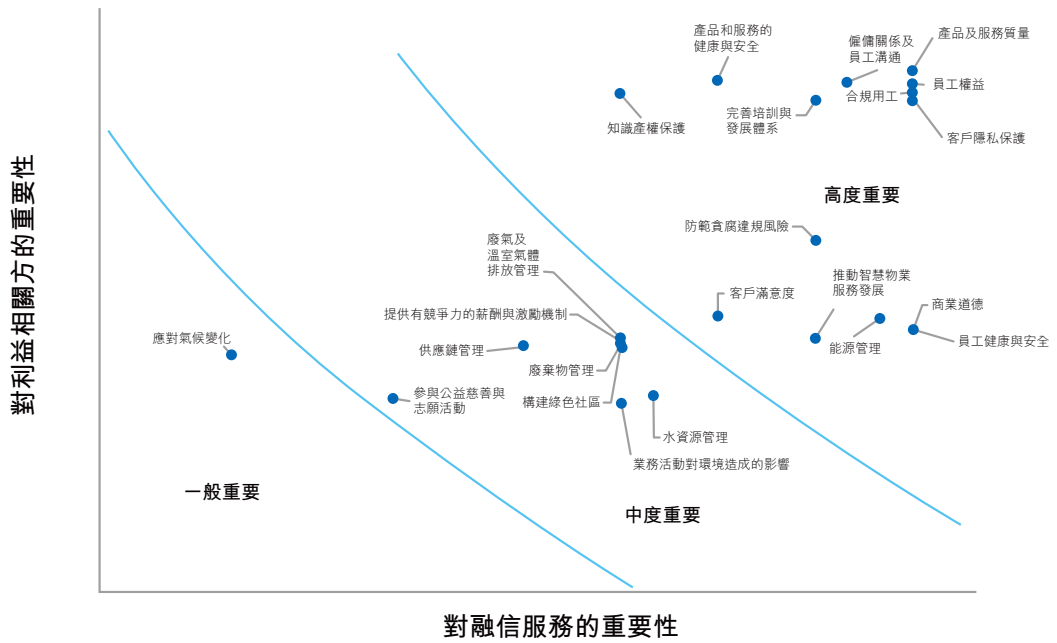 產品和服務的
健康與安全
僱傭關係及
員工溝通
產品及服務質量
員工權益
合規用工
完善培訓與
發展體系
知識產權保護
客戶隱私保護
高度重要
防範貪腐違規風險
廢氣及
溫室氣體
排放管理
推動智慧物業
服務發展
客戶滿意度
商業道德
提供有競爭力的薪酬與激勵機制
應對氣候變化
供應鏈管理
能源管理
員工健康與安全
廢棄物管理
參與公益慈善與
志願活動
構建綠色社區
水資源管理
業務活動對環境造成的影響
一般重要
中度重要
對利益相關方的重要性
對融信服務的重要性